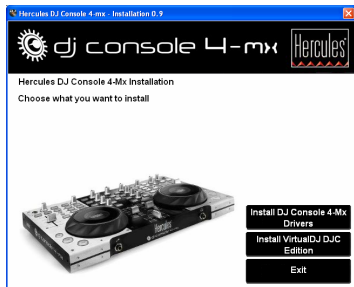 Hercules DJ Console 4-mx - Installation 0.9
dj console 4-mx Hercules
Hercules DJ Console 4-Mx Installation
Choose what you want to install
Hercules
Install DJ Console 4-Mx
Drivers
Install VirtualDJ DJC
Edition
Exit